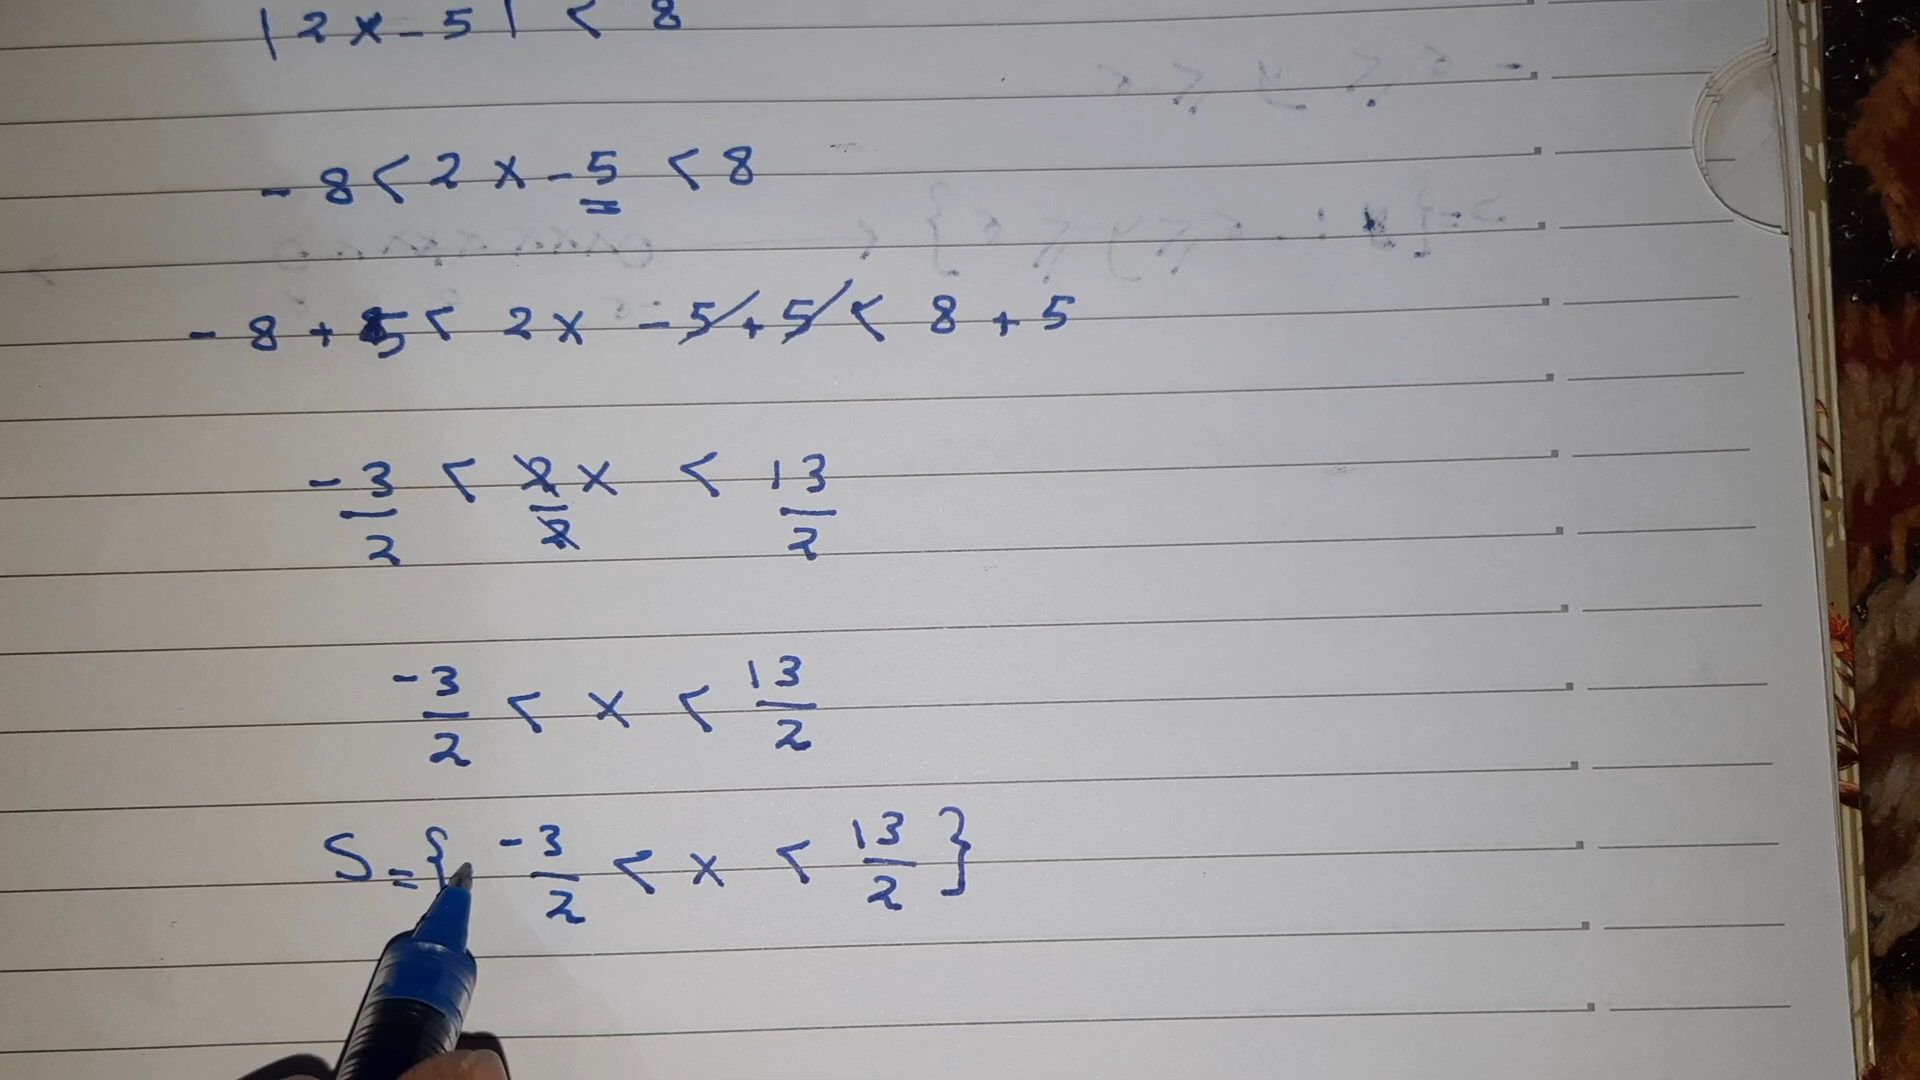 |2x-5| < 8
-8 < 2x-5 < 8
-8+5 < 2x -5+5 < 8+5
-3/2 < 2x/2 < 13/2
-3/2 < x < 13/2
S={ -3/2 < x < 13/2 }